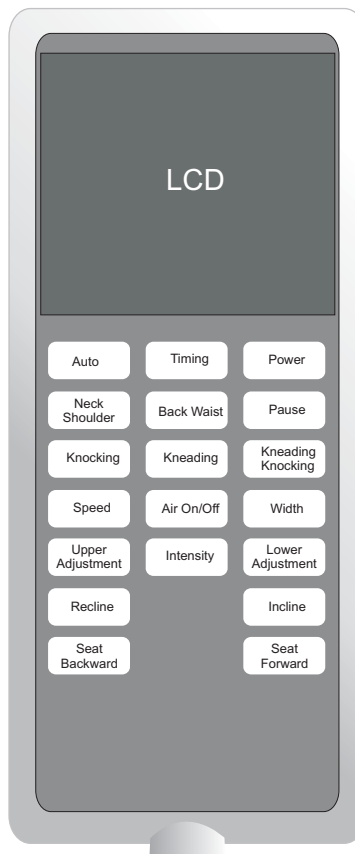 LCD
Auto
Timing
Power
Neck
Shoulder
Back Waist
Pause
Knocking
Kneading
Kneading
Knocking
Speed
Air On/Off
Width
Upper
Adjustment
Intensity
Lower
Adjustment
Recline
Incline
Seat
Backward
Seat
Forward